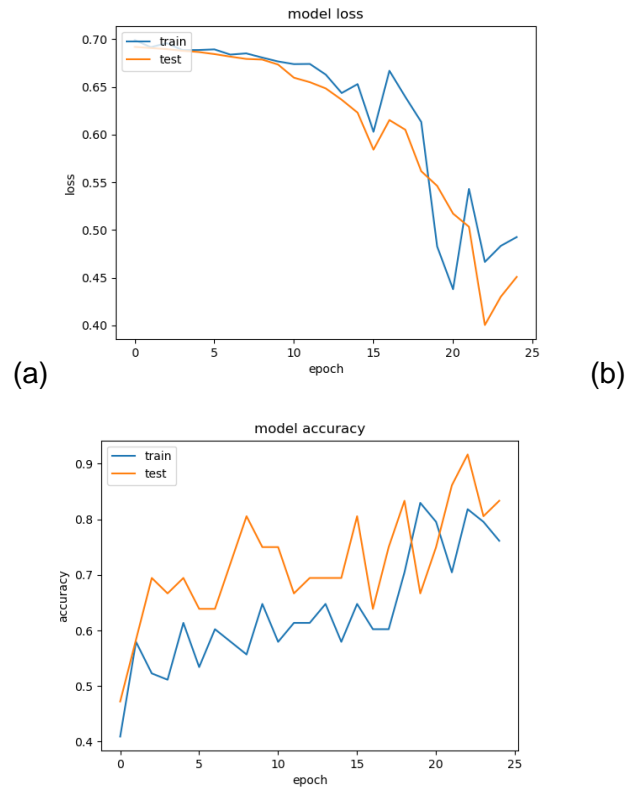 model loss
0.70
0.65
0.60
0.55
0.50
0.45
0.40
loss
train
test
0 5 10 15 20 25
epoch
(a)
(b)
model accuracy
0.9
0.8
0.7
0.6
0.5
0.4
accuracy
train
test
0 5 10 15 20 25
epoch